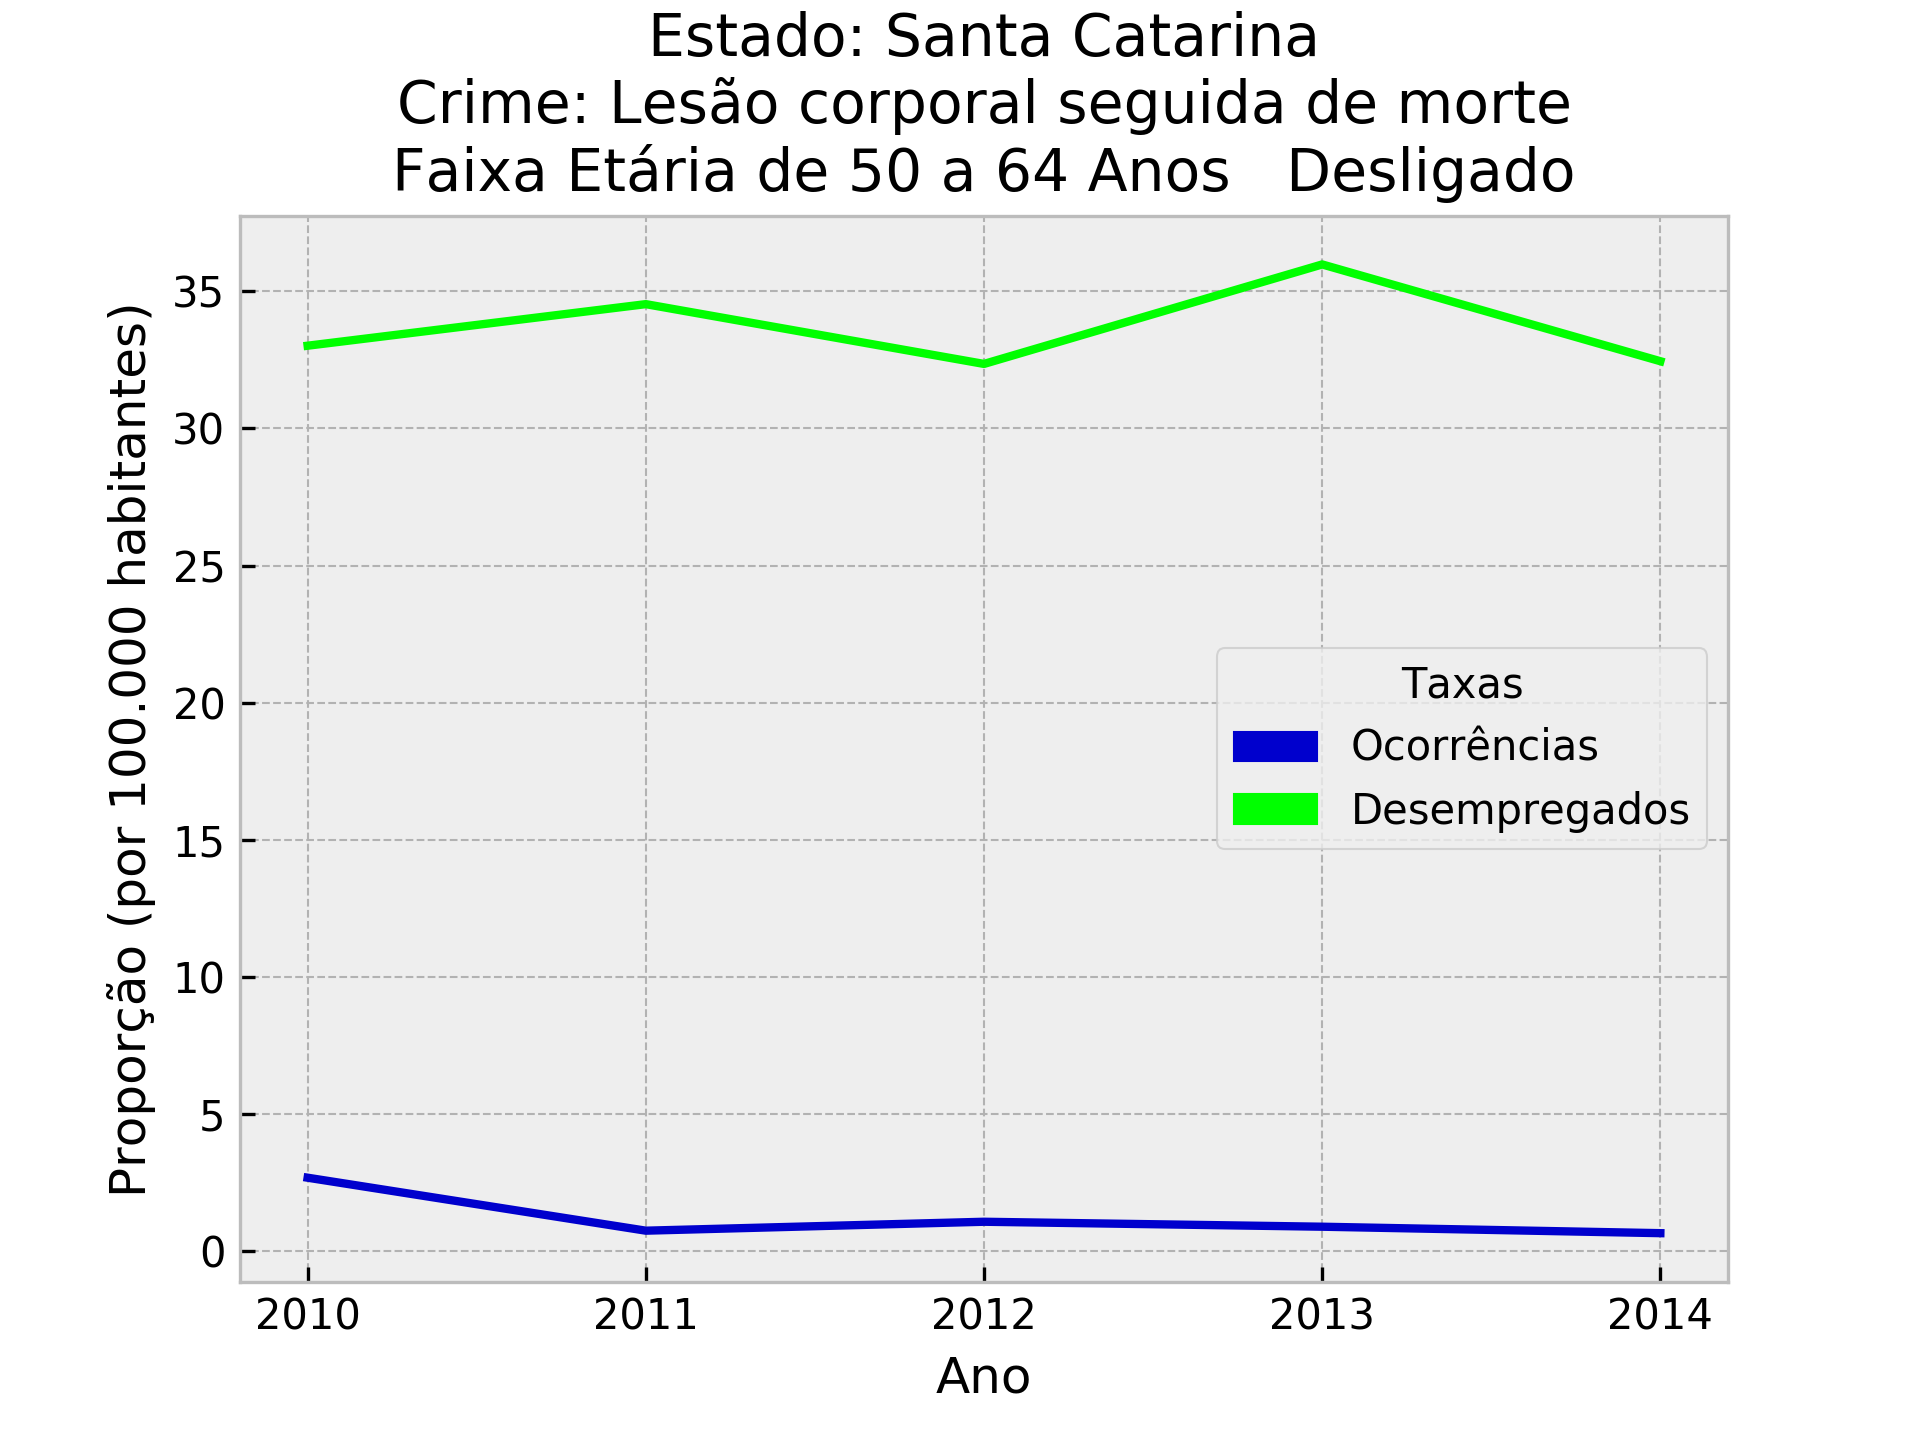 Estado: Santa Catarina
Crime: Lesão corporal seguida de morte
Faixa Etária de 50 a 64 Anos   Desligado
Proporção (por 100.000 habitantes)
35
30
25
20
15
10
5
0
Taxas
Ocorrências
Desempregados
2010 2011 2012 2013 2014
Ano